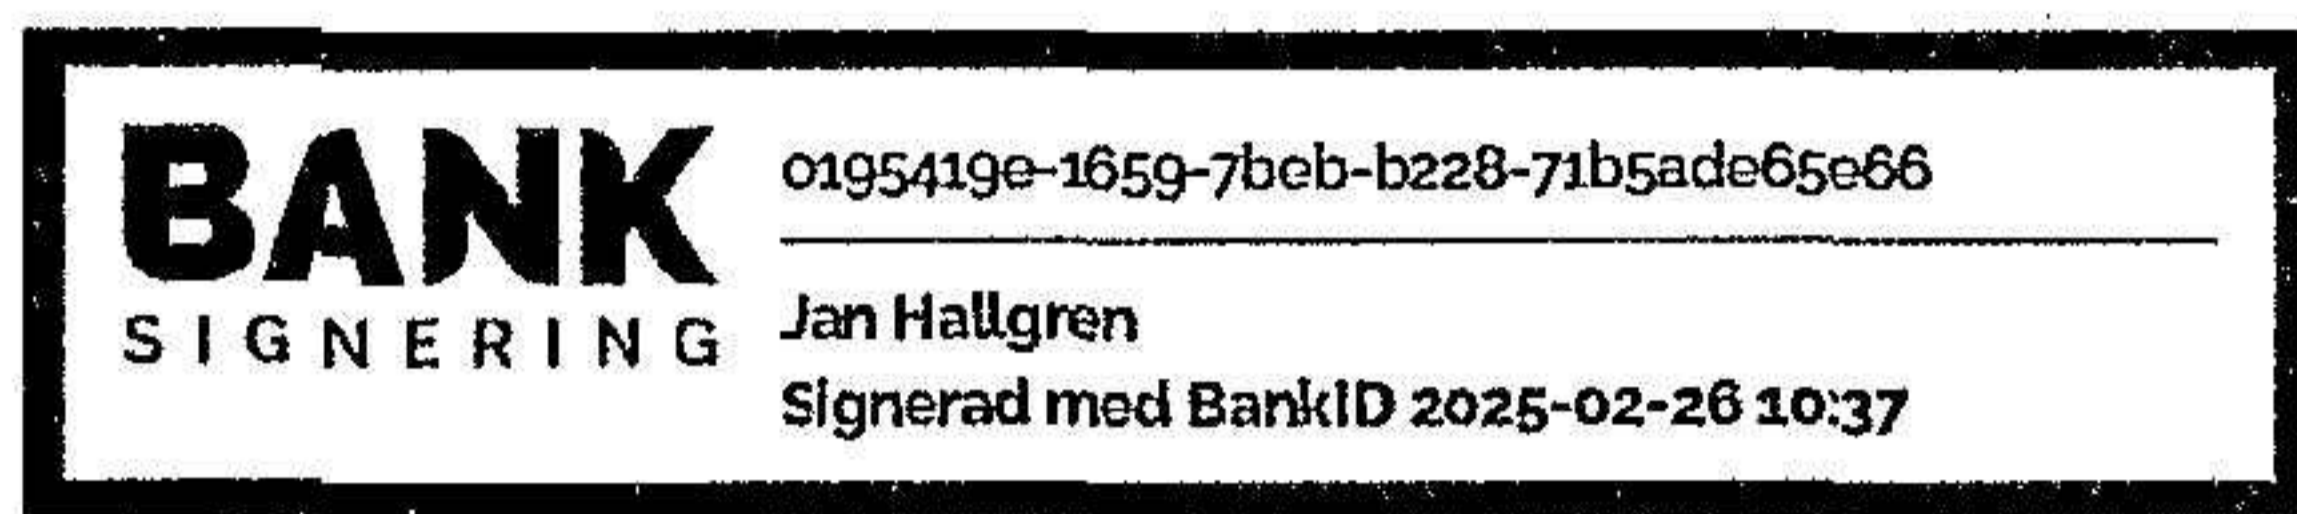 BANK
SIGNERING
0195419e-1659-7beb-b228-71b5ade65e66
Jan Hallgren
Signerad med BankID 2025-02-26 10:37